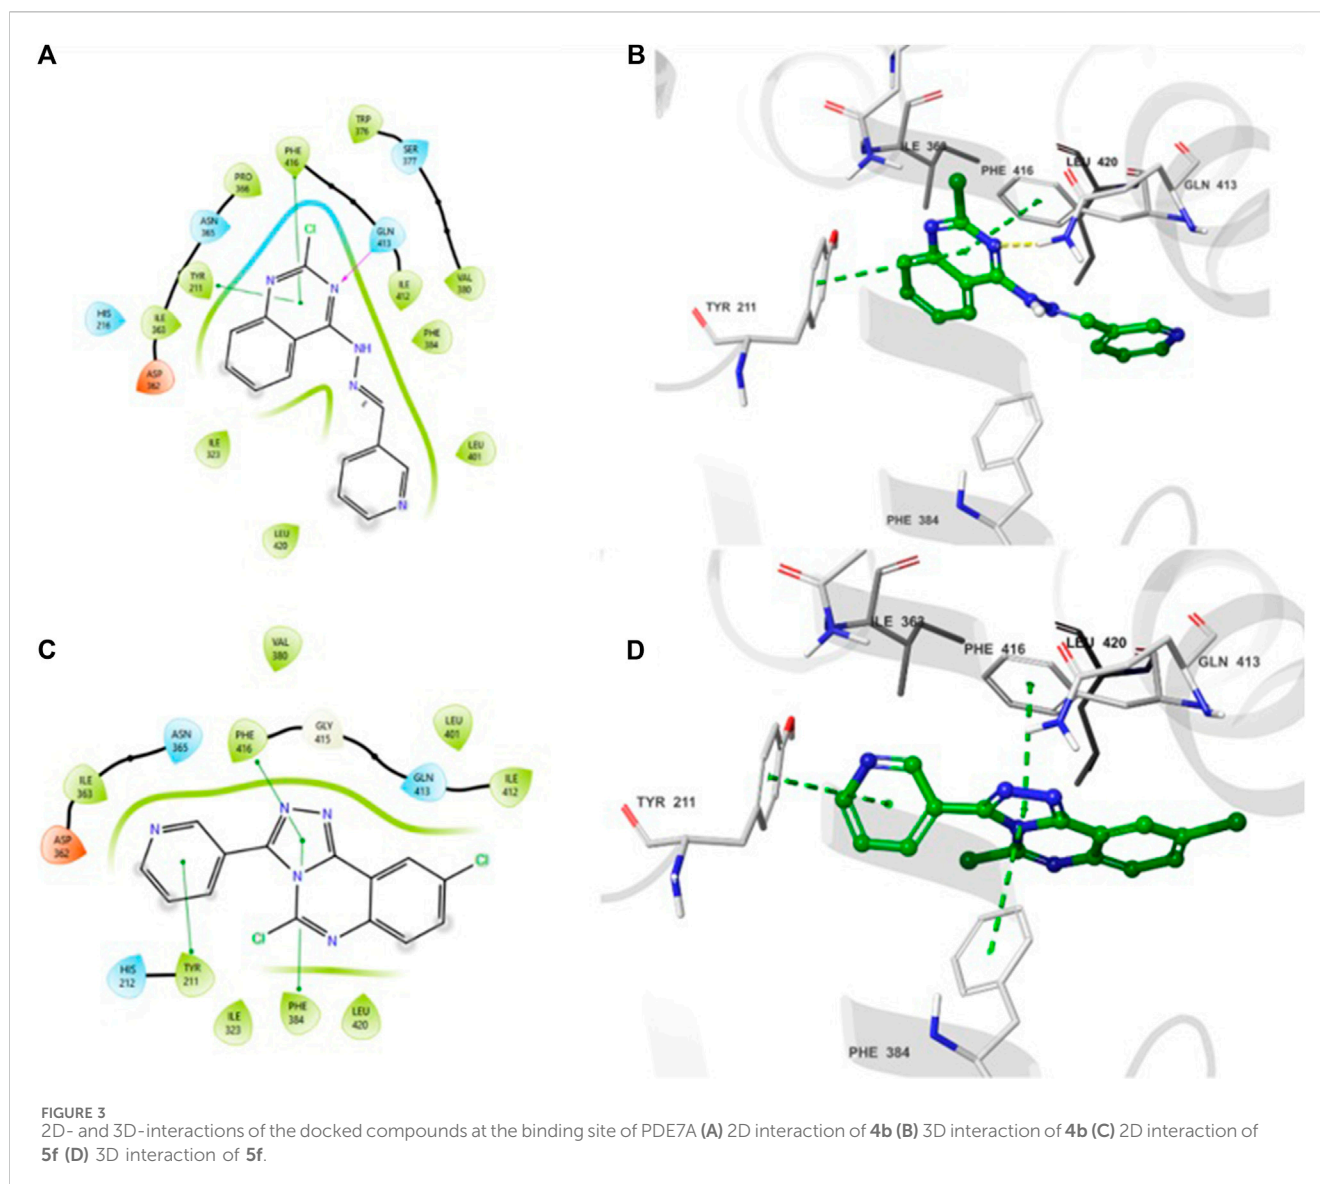 A
TRP
376
PHE
416
SER
377
PRO
366
ASN
365
Cl
GLN
413
TYR
211
N
N
ILE
412
VAL
380
HIS
216
ILE
363
PHE
384
ASP
362
NH
N
ILE
323
LEU
401
N
LEU
420
B
ILE 363
PHE 416
LEU 420
GLN 413
TYR 211
PHE 384
C
VAL
380
ASN
365
PHE
416
GLY
415
LEU
401
ILE
363
GLN
413
ILE
412
ASP
362
N
N
N
N
Cl
Cl
N
HIS
212
TYR
211
ILE
323
PHE
384
LEU
420
D
ILE 363
PHE 416
LEU 420
GLN 413
TYR 211
PHE 384
FIGURE 3
2D- and 3D-interactions of the docked compounds at the binding site of PDE7A (A) 2D interaction of 4b (B) 3D interaction of 4b (C) 2D interaction of
5f (D) 3D interaction of 5f.